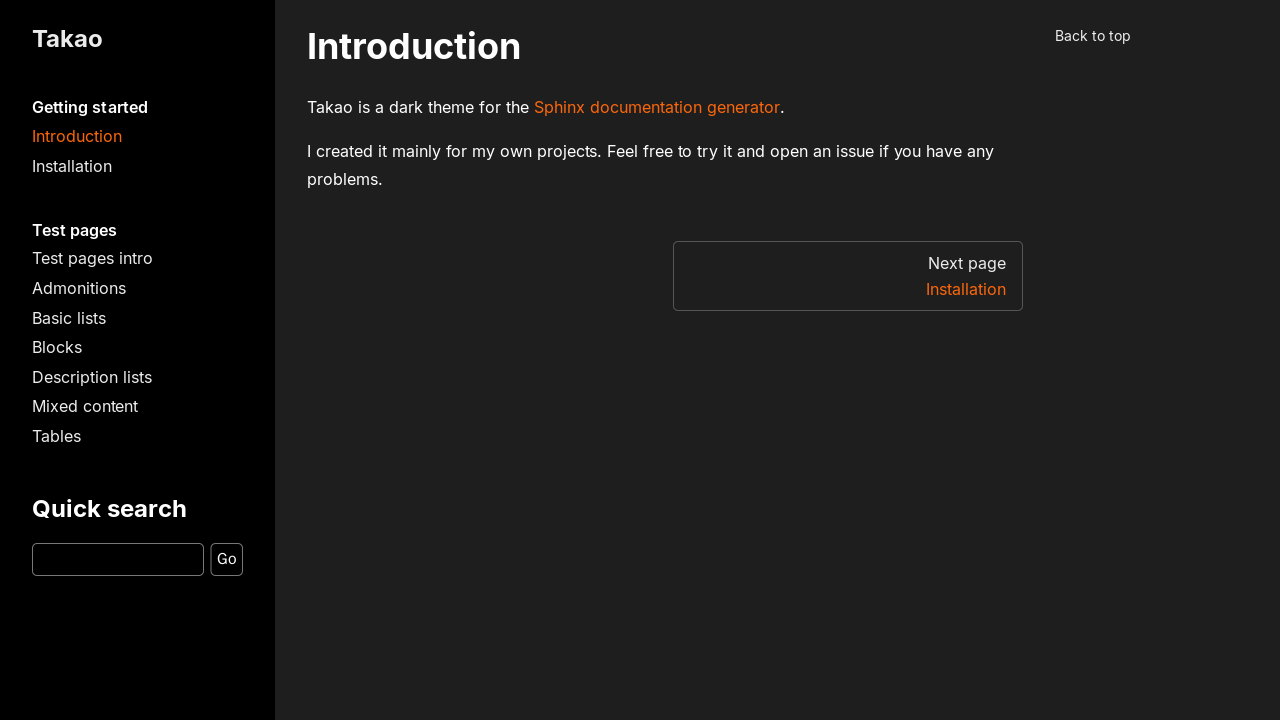 Takao
Getting started
Introduction
Installation
Test pages
Test pages intro
Admonitions
Basic lists
Blocks
Description lists
Mixed content
Tables
Quick search
Go
Introduction
Takao is a dark theme for the Sphinx documentation generator.
I created it mainly for my own projects. Feel free to try it and open an issue if you have any
problems.
Next page
Installation
Back to top